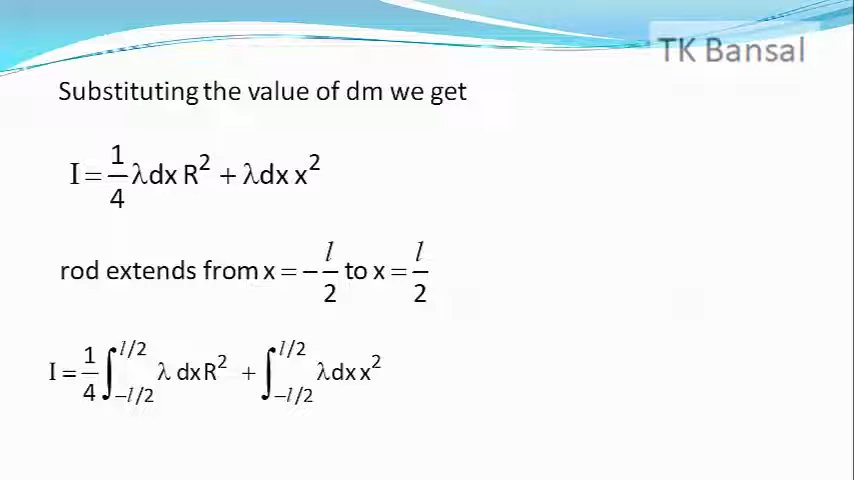 TK Bansal
Substituting the value of dm we get
I = 1/4 λdx R² + λdx x²
rod extends from x = −l/2 to x = l/2
I = 1/4 ∫_{−l/2}^{l/2} λ dx R² + ∫_{−l/2}^{l/2} λdx x²